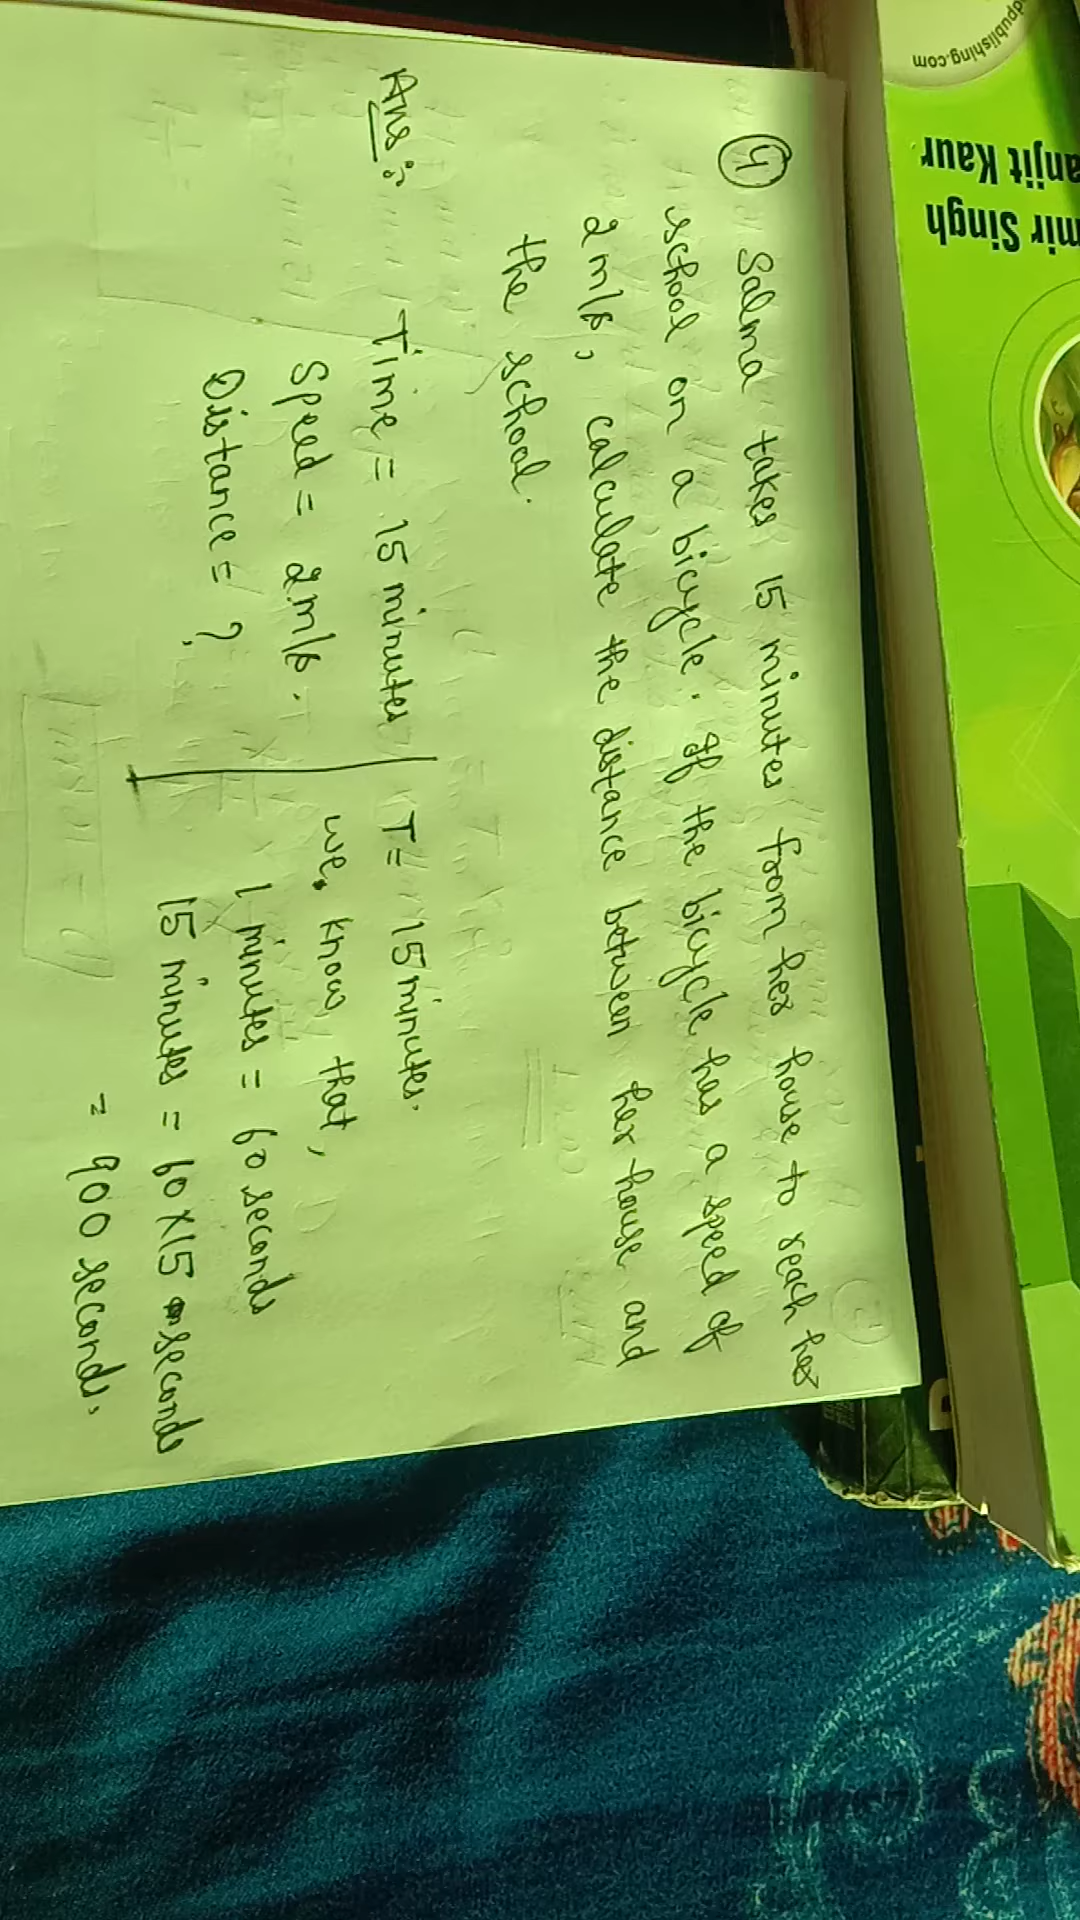 4 Salma takes 15 minutes from her house to reach her
school on a bicycle. If the bicycle has a speed of
2 m/s, calculate the distance between her house and
the school.
Ans :
Time = 15 minutes
Speed = 2m/s.
Distance = ?
T = 15 minutes.
we know that,
1 minutes = 60 seconds
15 minutes = 60 X 15 seconds
= 900 seconds.
dpublishing.com
anjit Kaur
mir Singh